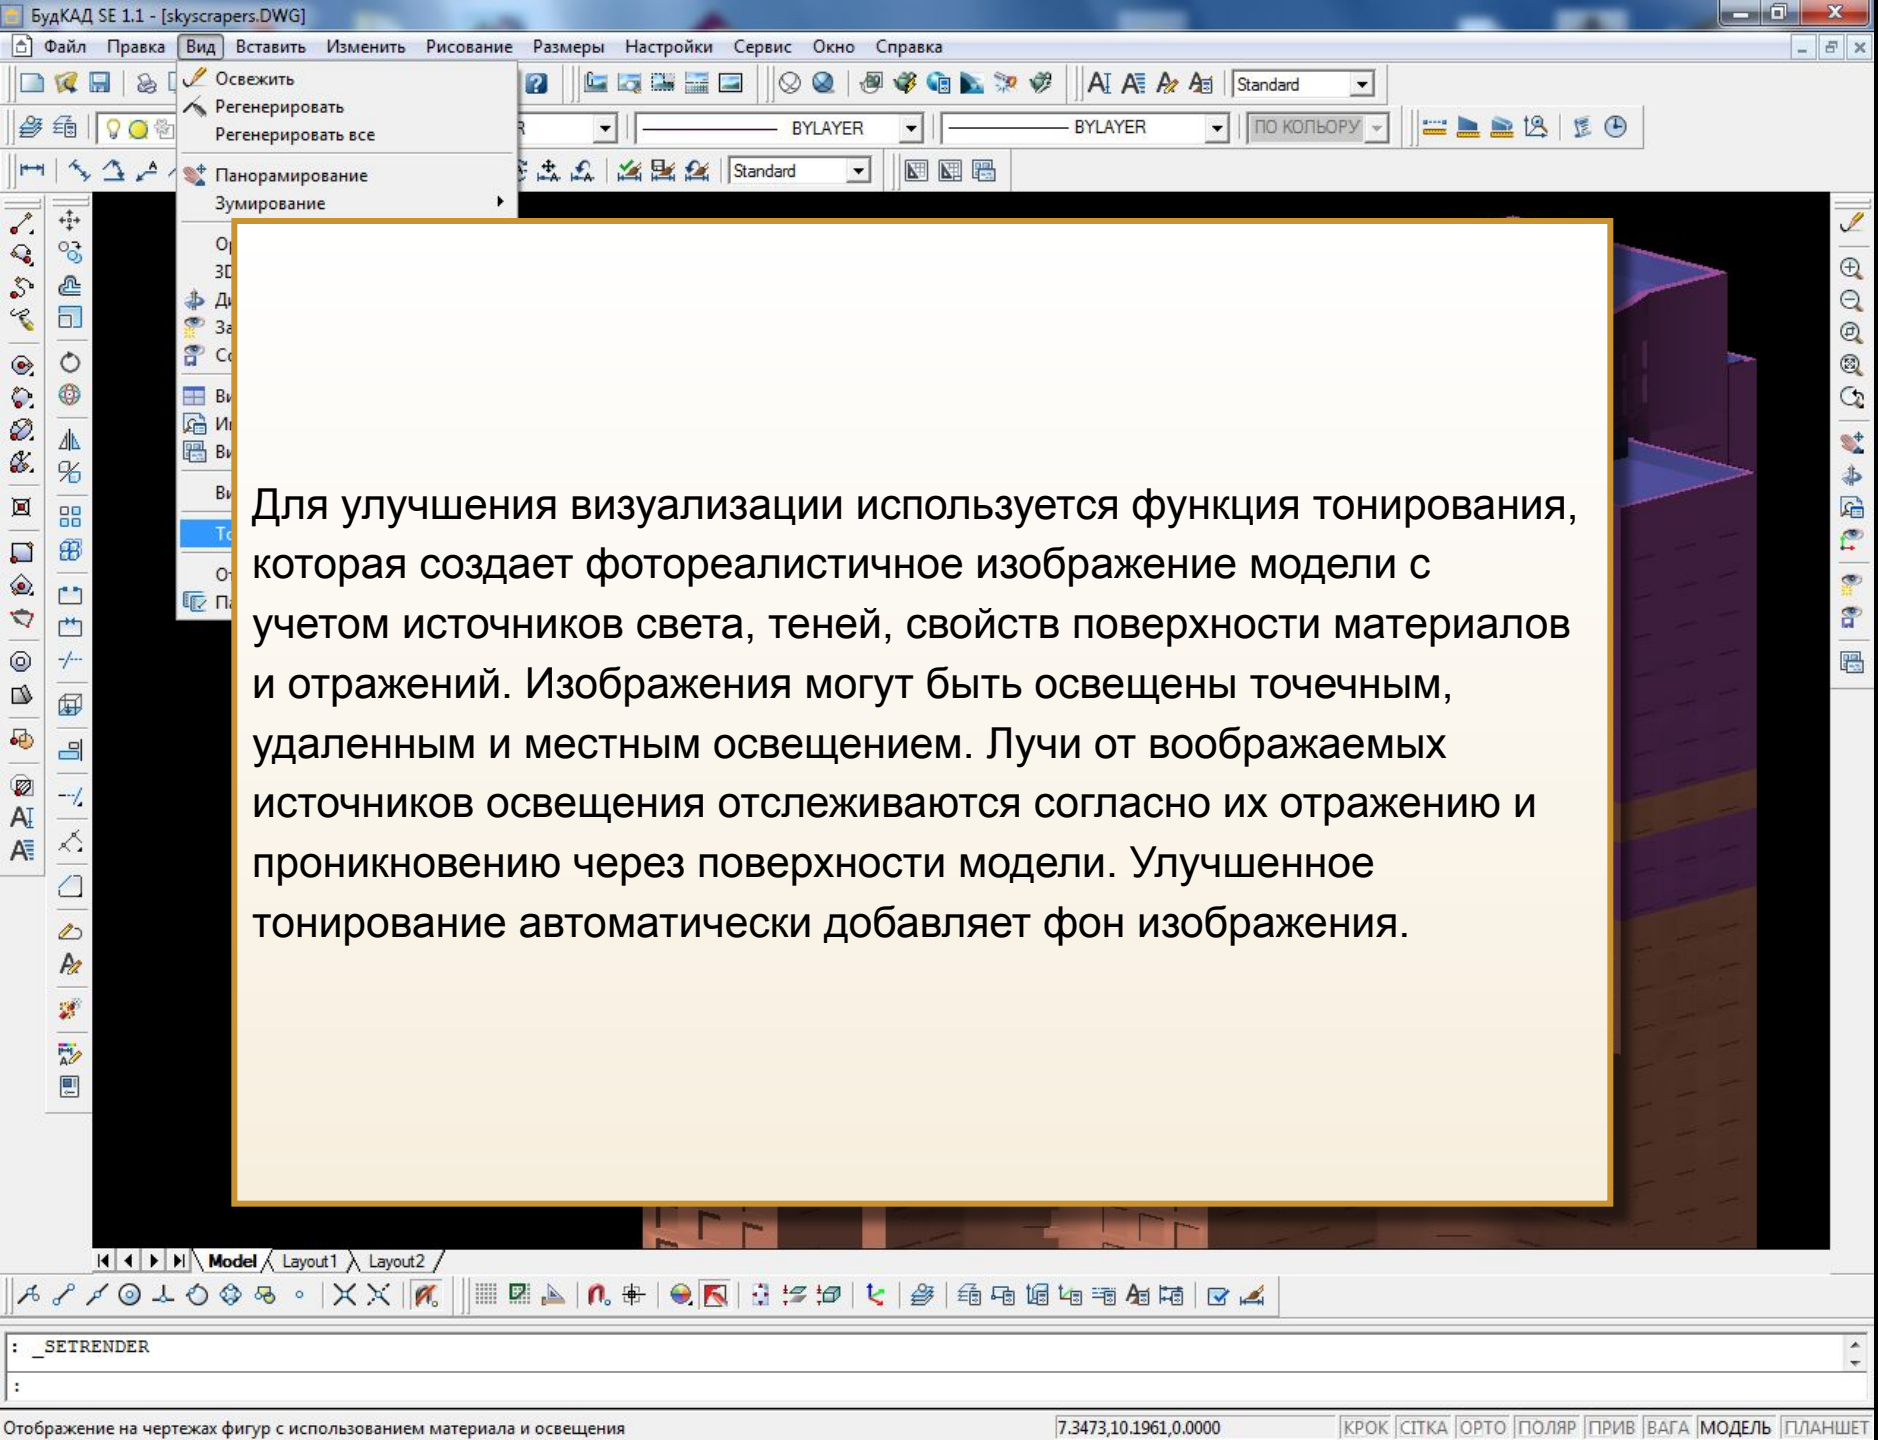 БудКАД SE 1.1 - [skyscrapers.DWG]
Файл Правка Вид Вставить Изменить Рисование Размеры Настройки Сервис Окно Справка
Освежить
Регенерировать
Регенерировать все
Панорамирование
Зумирование
Standard
BYLAYER
BYLAYER
ПО КОЛЬОРУ
Standard
Для улучшения визуализации используется функция тонирования,
которая создает фотореалистичное изображение модели с
учетом источников света, теней, свойств поверхности материалов
и отражений. Изображения могут быть освещены точечным,
удаленным и местным освещением. Лучи от воображаемых
источников освещения отслеживаются согласно их отражению и
проникновению через поверхности модели. Улучшенное
тонирование автоматически добавляет фон изображения.
Model Layout1 Layout2
: _SETRENDER
:
Отображение на чертежах фигур с использованием материала и освещения
7.3473,10.1961,0.0000
КРОК СІТКА ОРТО ПОЛЯР ПРИВ ВАГА МОДЕЛЬ ПЛАНШЕТ